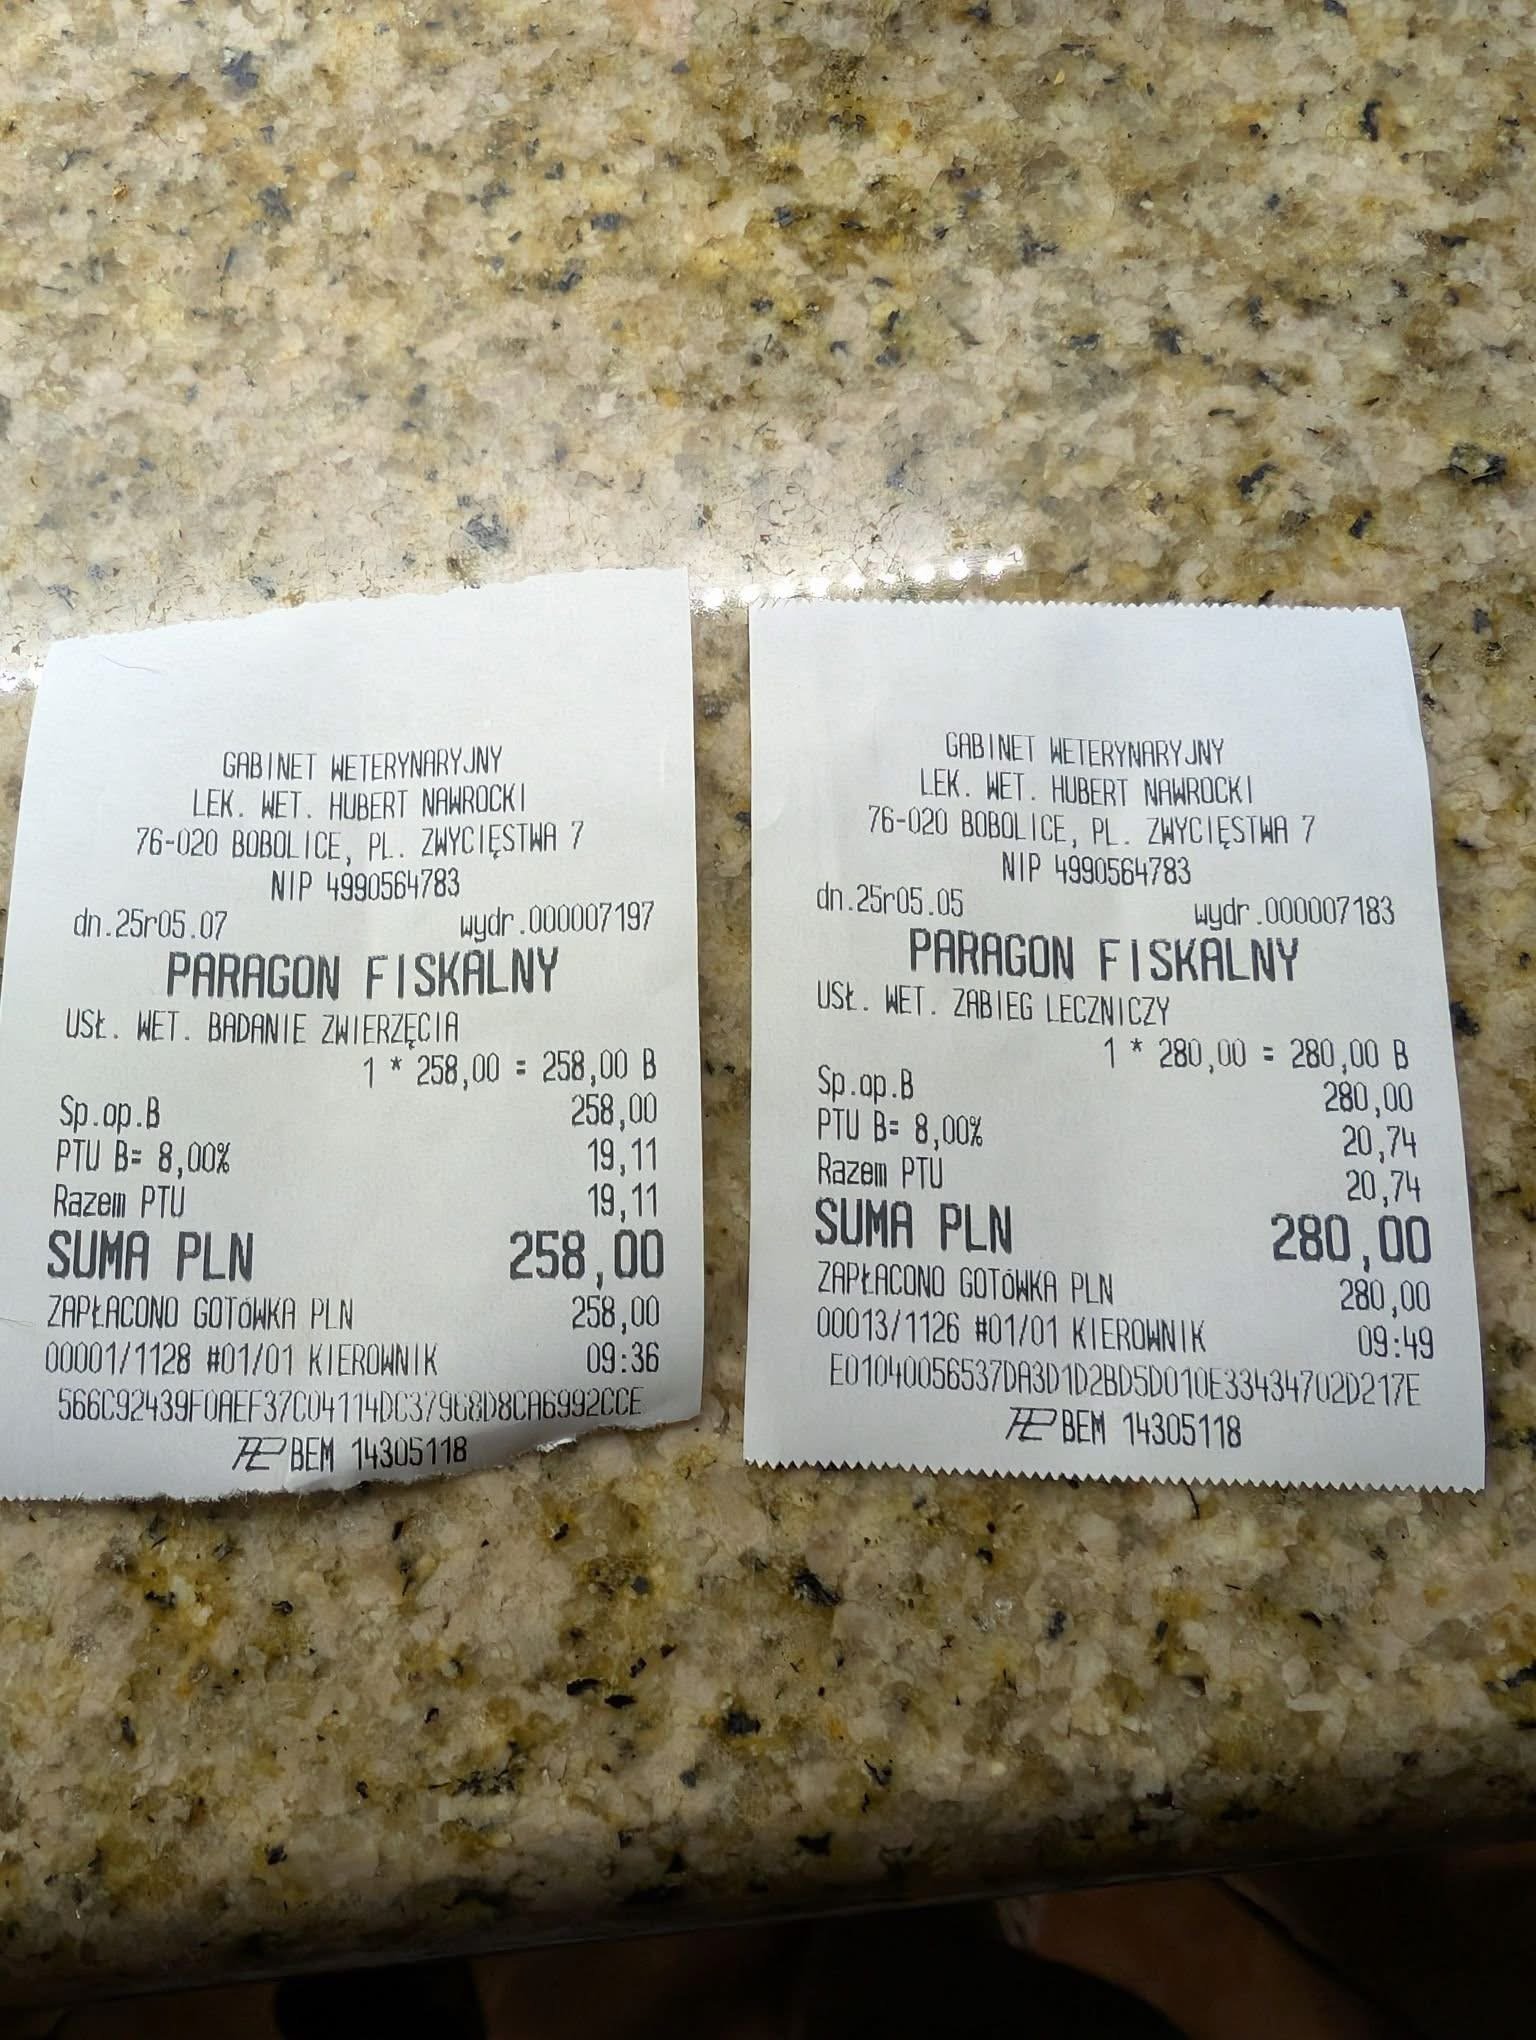 GABINET WETERYNARYJNY
LEK. WET. HUBERT NAWROCKI
76-020 BOBOLICE, PL. ZWYCIĘSTWA 7
NIP 4990564783
dn.25r05.07 wydr.000007197
PARAGON FISKALNY
USŁ. WET. BADANIE ZWIERZĘCIA
1 * 258,00 = 258,00 B
Sp.op.B 258,00
PTU B= 8,00% 19,11
Razem PTU 19,11
SUMA PLN 258,00
ZAPŁACONO GOTÓWKA PLN 258,00
00001/1128 #01/01 KIEROWNIK 09:36
566C92439F0AEF37C04114DC37968D8CA6992CCE
BEM 14305118
GABINET WETERYNARYJNY
LEK. WET. HUBERT NAWROCKI
76-020 BOBOLICE, PL. ZWYCIĘSTWA 7
NIP 4990564783
dn.25r05.05 wydr.000007183
PARAGON FISKALNY
USŁ. WET. ZABIEG LECZNICZY
1 * 280,00 = 280,00 B
Sp.op.B 280,00
PTU B= 8,00% 20,74
Razem PTU 20,74
SUMA PLN 280,00
ZAPŁACONO GOTÓWKA PLN 280,00
00013/1126 #01/01 KIEROWNIK 09:49
E01040056537DA3D1D2BD5D010E33434702D217E
BEM 14305118